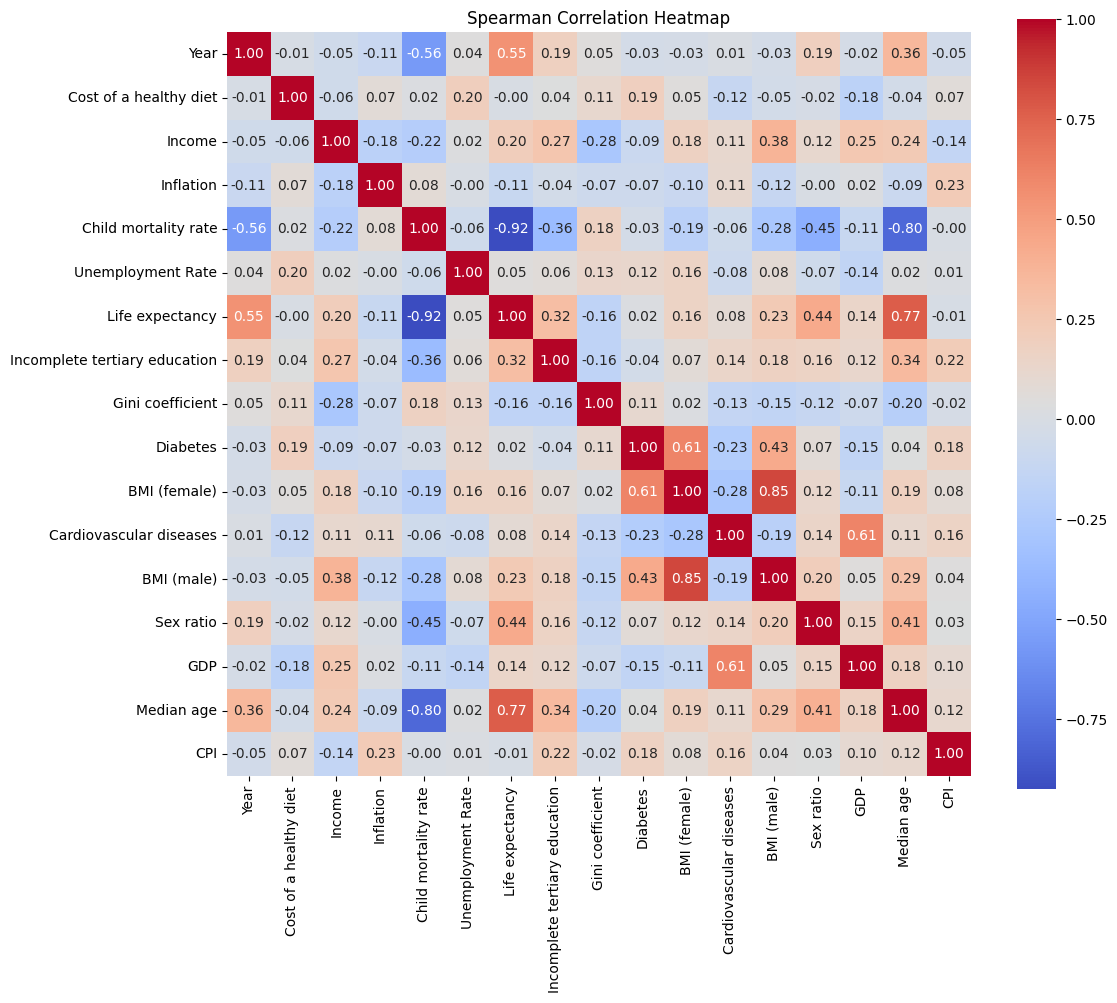 Spearman Correlation Heatmap
Year 1.00 -0.01 -0.05 -0.11 -0.56 0.04 0.55 0.19 0.05 -0.03 -0.03 0.01 -0.03 0.19 -0.02 0.36 -0.05
Cost of a healthy diet -0.01 1.00 -0.06 0.07 0.02 0.20 -0.00 0.04 0.11 0.19 0.05 -0.12 -0.05 -0.02 -0.18 -0.04 0.07
Income -0.05 -0.06 1.00 -0.18 -0.22 0.02 0.20 0.27 -0.28 -0.09 0.18 0.11 0.38 0.12 0.25 0.24 -0.14
Inflation -0.11 0.07 -0.18 1.00 0.08 -0.00 -0.11 -0.04 -0.07 -0.07 -0.10 0.11 -0.12 -0.00 0.02 -0.09 0.23
Child mortality rate -0.56 0.02 -0.22 0.08 1.00 -0.06 -0.92 -0.36 0.18 -0.03 -0.19 -0.06 -0.28 -0.45 -0.11 -0.80 -0.00
Unemployment Rate 0.04 0.20 0.02 -0.00 -0.06 1.00 0.05 0.06 0.13 0.12 0.16 -0.08 0.08 -0.07 -0.14 0.02 0.01
Life expectancy 0.55 -0.00 0.20 -0.11 -0.92 0.05 1.00 0.32 -0.16 0.02 0.16 0.08 0.23 0.44 0.14 0.77 -0.01
Incomplete tertiary education 0.19 0.04 0.27 -0.04 -0.36 0.06 0.32 1.00 -0.16 -0.04 0.07 0.14 0.18 0.16 0.12 0.34 0.22
Gini coefficient 0.05 0.11 -0.28 -0.07 0.18 0.13 -0.16 -0.16 1.00 0.11 0.02 -0.13 -0.15 -0.12 -0.07 -0.20 -0.02
Diabetes -0.03 0.19 -0.09 -0.07 -0.03 0.12 0.02 -0.04 0.11 1.00 0.61 -0.23 0.43 0.07 -0.15 0.04 0.18
BMI (female) -0.03 0.05 0.18 -0.10 -0.19 0.16 0.16 0.07 0.02 0.61 1.00 -0.28 0.85 0.12 -0.11 0.19 0.08
Cardiovascular diseases 0.01 -0.12 0.11 0.11 -0.06 -0.08 0.08 0.14 -0.13 -0.23 -0.28 1.00 -0.19 0.14 0.61 0.11 0.16
BMI (male) -0.03 -0.05 0.38 -0.12 -0.28 0.08 0.23 0.18 -0.15 0.43 0.85 -0.19 1.00 0.20 0.05 0.29 0.04
Sex ratio 0.19 -0.02 0.12 -0.00 -0.45 -0.07 0.44 0.16 -0.12 0.07 0.12 0.14 0.20 1.00 0.15 0.41 0.03
GDP -0.02 -0.18 0.25 0.02 -0.11 -0.14 0.14 0.12 -0.07 -0.15 -0.11 0.61 0.05 0.15 1.00 0.18 0.10
Median age 0.36 -0.04 0.24 -0.09 -0.80 0.02 0.77 0.34 -0.20 0.04 0.19 0.11 0.29 0.41 0.18 1.00 0.12
CPI -0.05 0.07 -0.14 0.23 -0.00 0.01 -0.01 0.22 -0.02 0.18 0.08 0.16 0.04 0.03 0.10 0.12 1.00
Year
Cost of a healthy diet
Income
Inflation
Child mortality rate
Unemployment Rate
Life expectancy
Incomplete tertiary education
Gini coefficient
Diabetes
BMI (female)
Cardiovascular diseases
BMI (male)
Sex ratio
GDP
Median age
CPI
1.00
0.75
0.50
0.25
0.00
−0.25
−0.50
−0.75